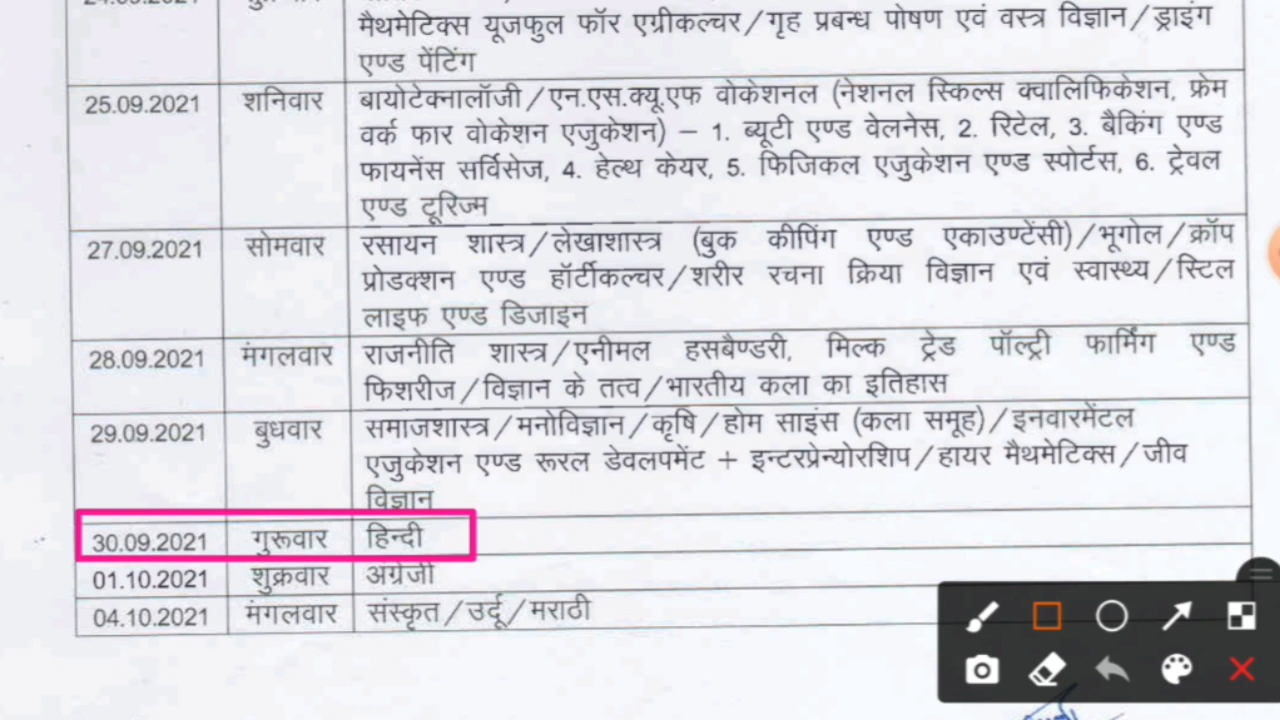 मैथमेटिक्स यूजफुल फॉर एग्रीकल्चर/गृह प्रबन्ध पोषण एवं वस्त्र विज्ञान/ड्राइंग
एण्ड पेंटिंग
25.09.2021 शनिवार बायोटेक्नालॉजी/एन.एस.क्यू.एफ वोकेशनल (नेशनल स्किल्स क्वालिफिकेशन, फ्रेम
वर्क फार वोकेशन एजुकेशन) – 1. ब्यूटी एण्ड वेलनेस, 2. रिटेल, 3. बैकिंग एण्ड
फायनेंस सर्विसेज, 4. हेल्थ केयर, 5. फिजिकल एजुकेशन एण्ड स्पोर्टस, 6. ट्रेवल
एण्ड टूरिज्म
27.09.2021 सोमवार रसायन शास्त्र/लेखाशास्त्र (बुक कीपिंग एण्ड एकाउण्टेंसी)/भूगोल/क्रॉप
प्रोडक्शन एण्ड हॉर्टीकल्चर/शरीर रचना क्रिया विज्ञान एवं स्वास्थ्य/स्टिल
लाइफ एण्ड डिजाइन
28.09.2021 मंगलवार राजनीति शास्त्र/एनीमल हसबैण्डरी, मिल्क ट्रेड पॉल्ट्री फार्मिंग एण्ड
फिशरीज/विज्ञान के तत्व/भारतीय कला का इतिहास
29.09.2021 बुधवार समाजशास्त्र/मनोविज्ञान/कृषि/होम साइंस (कला समूह)/इनवारमेंटल
एजुकेशन एण्ड रूरल डेवलपमेंट + इन्टरप्रेन्योरशिप/हायर मैथमेटिक्स/जीव
विज्ञान
30.09.2021 गुरूवार हिन्दी
01.10.2021 शुक्रवार अंग्रेजी
04.10.2021 मंगलवार संस्कृत/उर्दू/मराठी